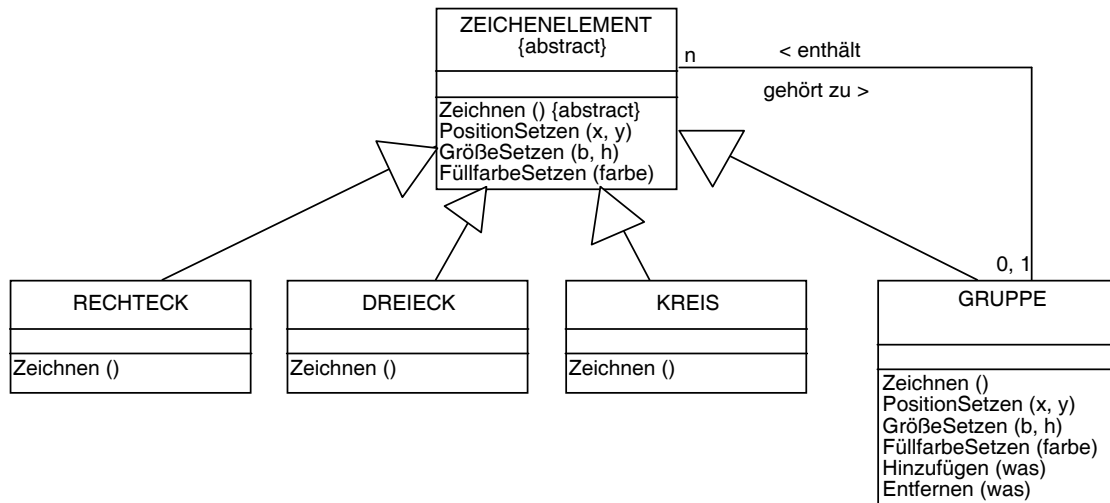 ZEICHENELEMENT
{abstract}
n
< enthält
gehört zu >
Zeichnen () {abstract}
PositionSetzen (x, y)
GrößeSetzen (b, h)
FüllfarbeSetzen (farbe)
0, 1
RECHTECK
Zeichnen ()
DREIECK
Zeichnen ()
KREIS
Zeichnen ()
GRUPPE
Zeichnen ()
PositionSetzen (x, y)
GrößeSetzen (b, h)
FüllfarbeSetzen (farbe)
Hinzufügen (was)
Entfernen (was)